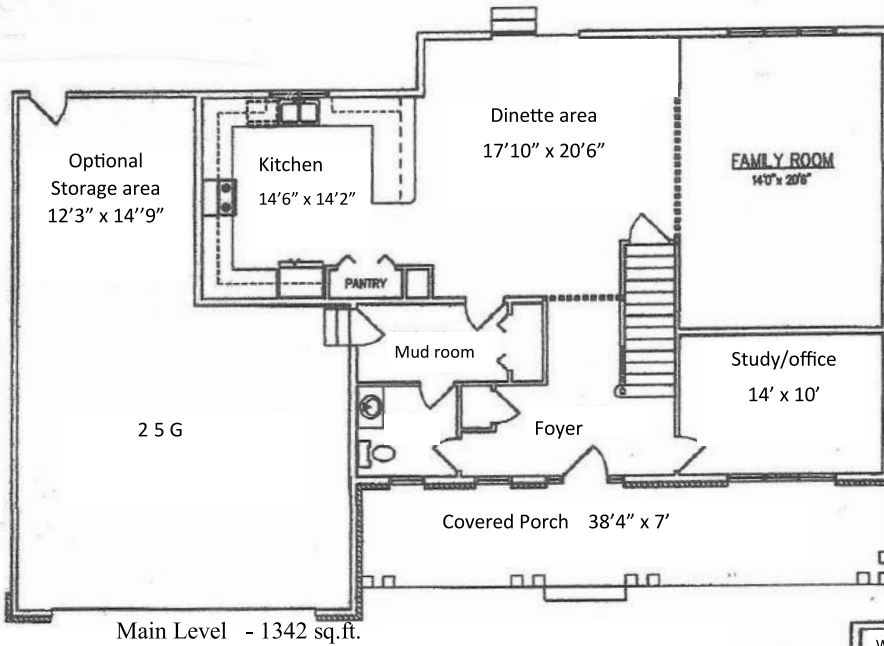 Optional
Storage area
12'3" x 14''9"
Kitchen
14'6" x 14'2"
PANTRY
Dinette area
17'10" x 20'6"
FAMILY ROOM
14'0" x 20'6"
Mud room
Study/office
14' x 10'
2 5 G
Foyer
Covered Porch 38'4" x 7'
Main Level - 1342 sq.ft.
W